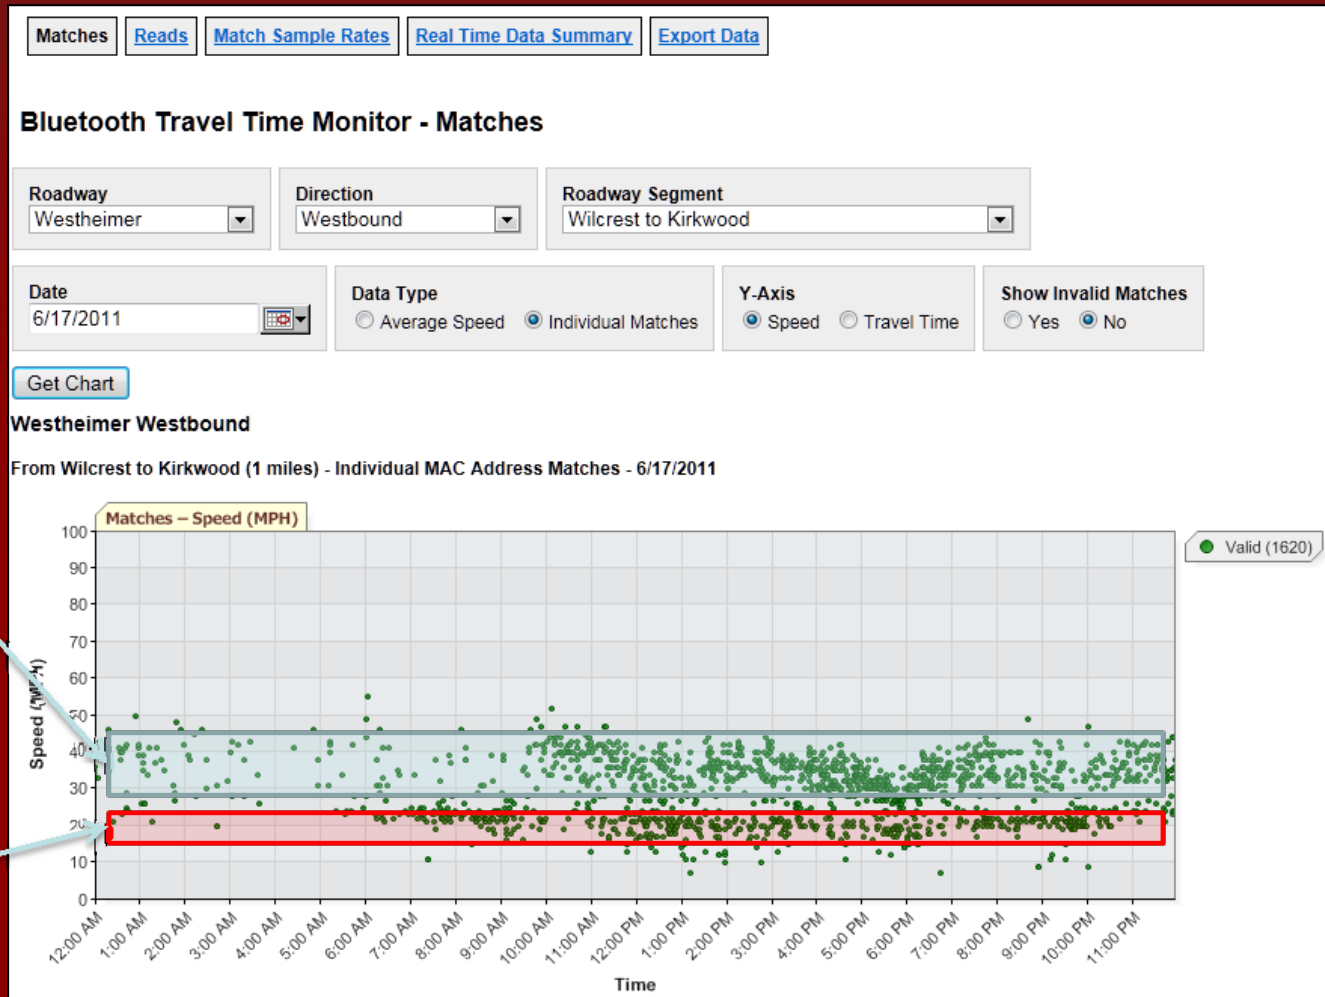 Matches Reads Match Sample Rates Real Time Data Summary Export Data
Bluetooth Travel Time Monitor - Matches
Roadway Direction Roadway Segment
Westheimer Westbound Wilcrest to Kirkwood
Date Data Type Y-Axis Show Invalid Matches
6/17/2011 Average Speed Individual Matches Speed Travel Time Yes No
Get Chart
Westheimer Westbound
From Wilcrest to Kirkwood (1 miles) - Individual MAC Address Matches - 6/17/2011
Matches – Speed (MPH)
Valid (1620)
100
90
80
70
60
50
40
30
20
10
0
Speed (MPH)
12:00 AM 1:00 AM 2:00 AM 3:00 AM 4:00 AM 5:00 AM 6:00 AM 7:00 AM 8:00 AM 9:00 AM 10:00 AM 11:00 AM 12:00 PM 1:00 PM 2:00 PM 3:00 PM 4:00 PM 5:00 PM 6:00 PM 7:00 PM 8:00 PM 9:00 PM 10:00 PM 11:00 PM
Time